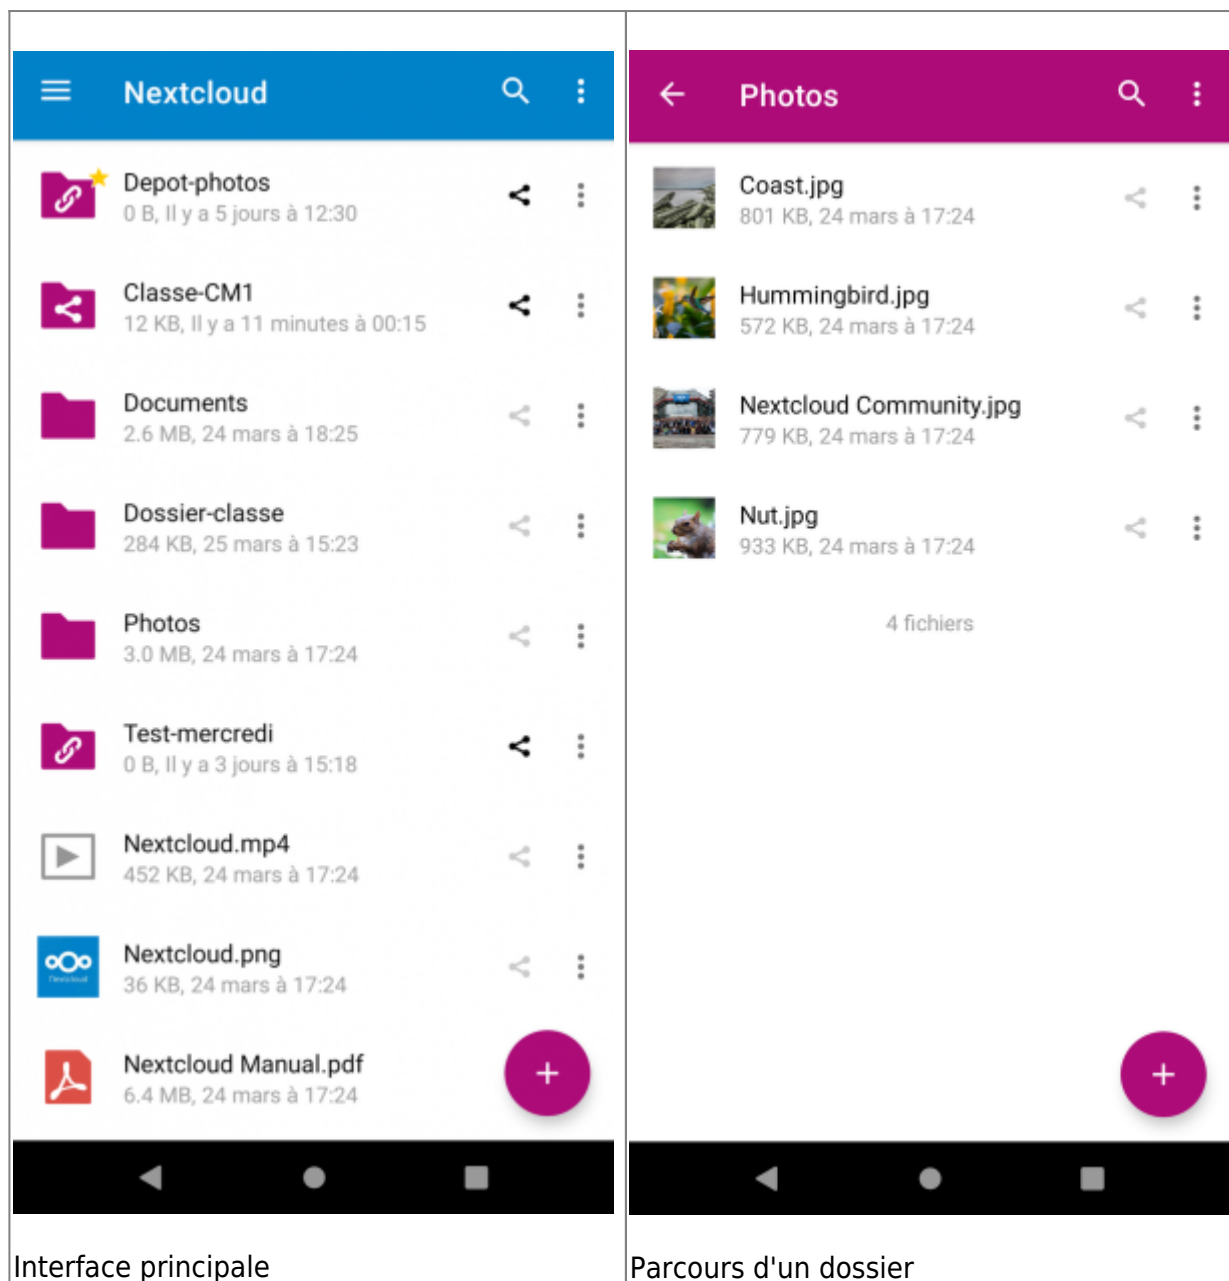 Nextcloud
Depot-photos
0 B, Il y a 5 jours à 12:30
Classe-CM1
12 KB, Il y a 11 minutes à 00:15
Documents
2.6 MB, 24 mars à 18:25
Dossier-classe
284 KB, 25 mars à 15:23
Photos
3.0 MB, 24 mars à 17:24
Test-mercredi
0 B, Il y a 3 jours à 15:18
Nextcloud.mp4
452 KB, 24 mars à 17:24
Nextcloud.png
36 KB, 24 mars à 17:24
Nextcloud Manual.pdf
6.4 MB, 24 mars à 17:24
Interface principale
Photos
Coast.jpg
801 KB, 24 mars à 17:24
Hummingbird.jpg
572 KB, 24 mars à 17:24
Nextcloud Community.jpg
779 KB, 24 mars à 17:24
Nut.jpg
933 KB, 24 mars à 17:24
4 fichiers
Parcours d'un dossier